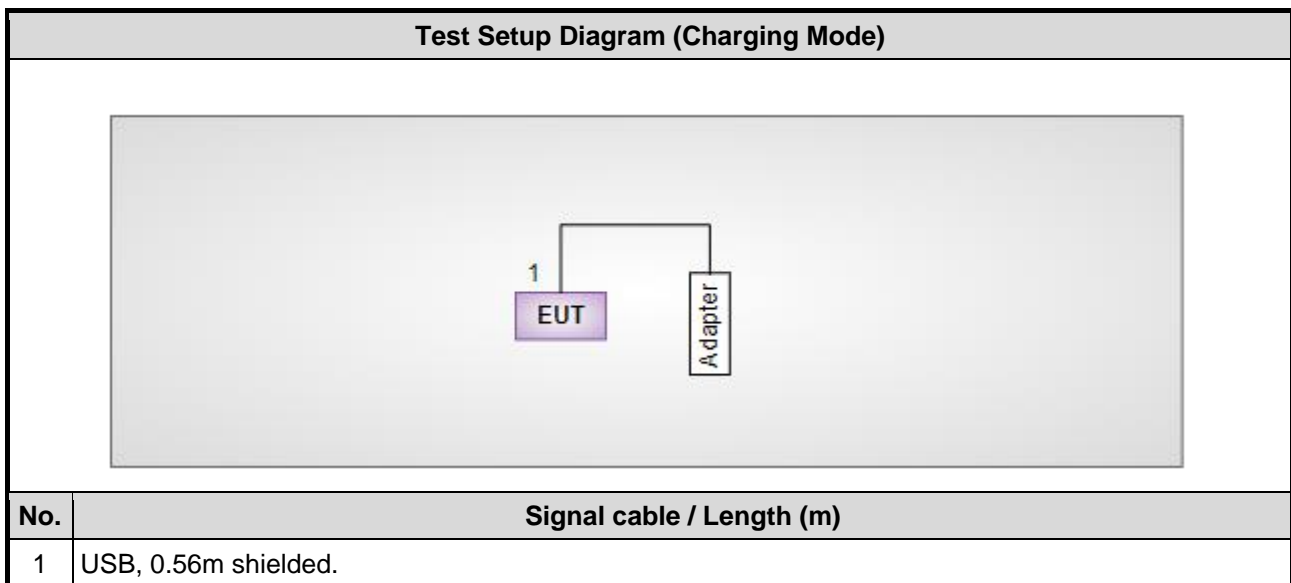 Test Setup Diagram (Charging Mode)
1
EUT
Adapter
No. Signal cable / Length (m)
1 USB, 0.56m shielded.